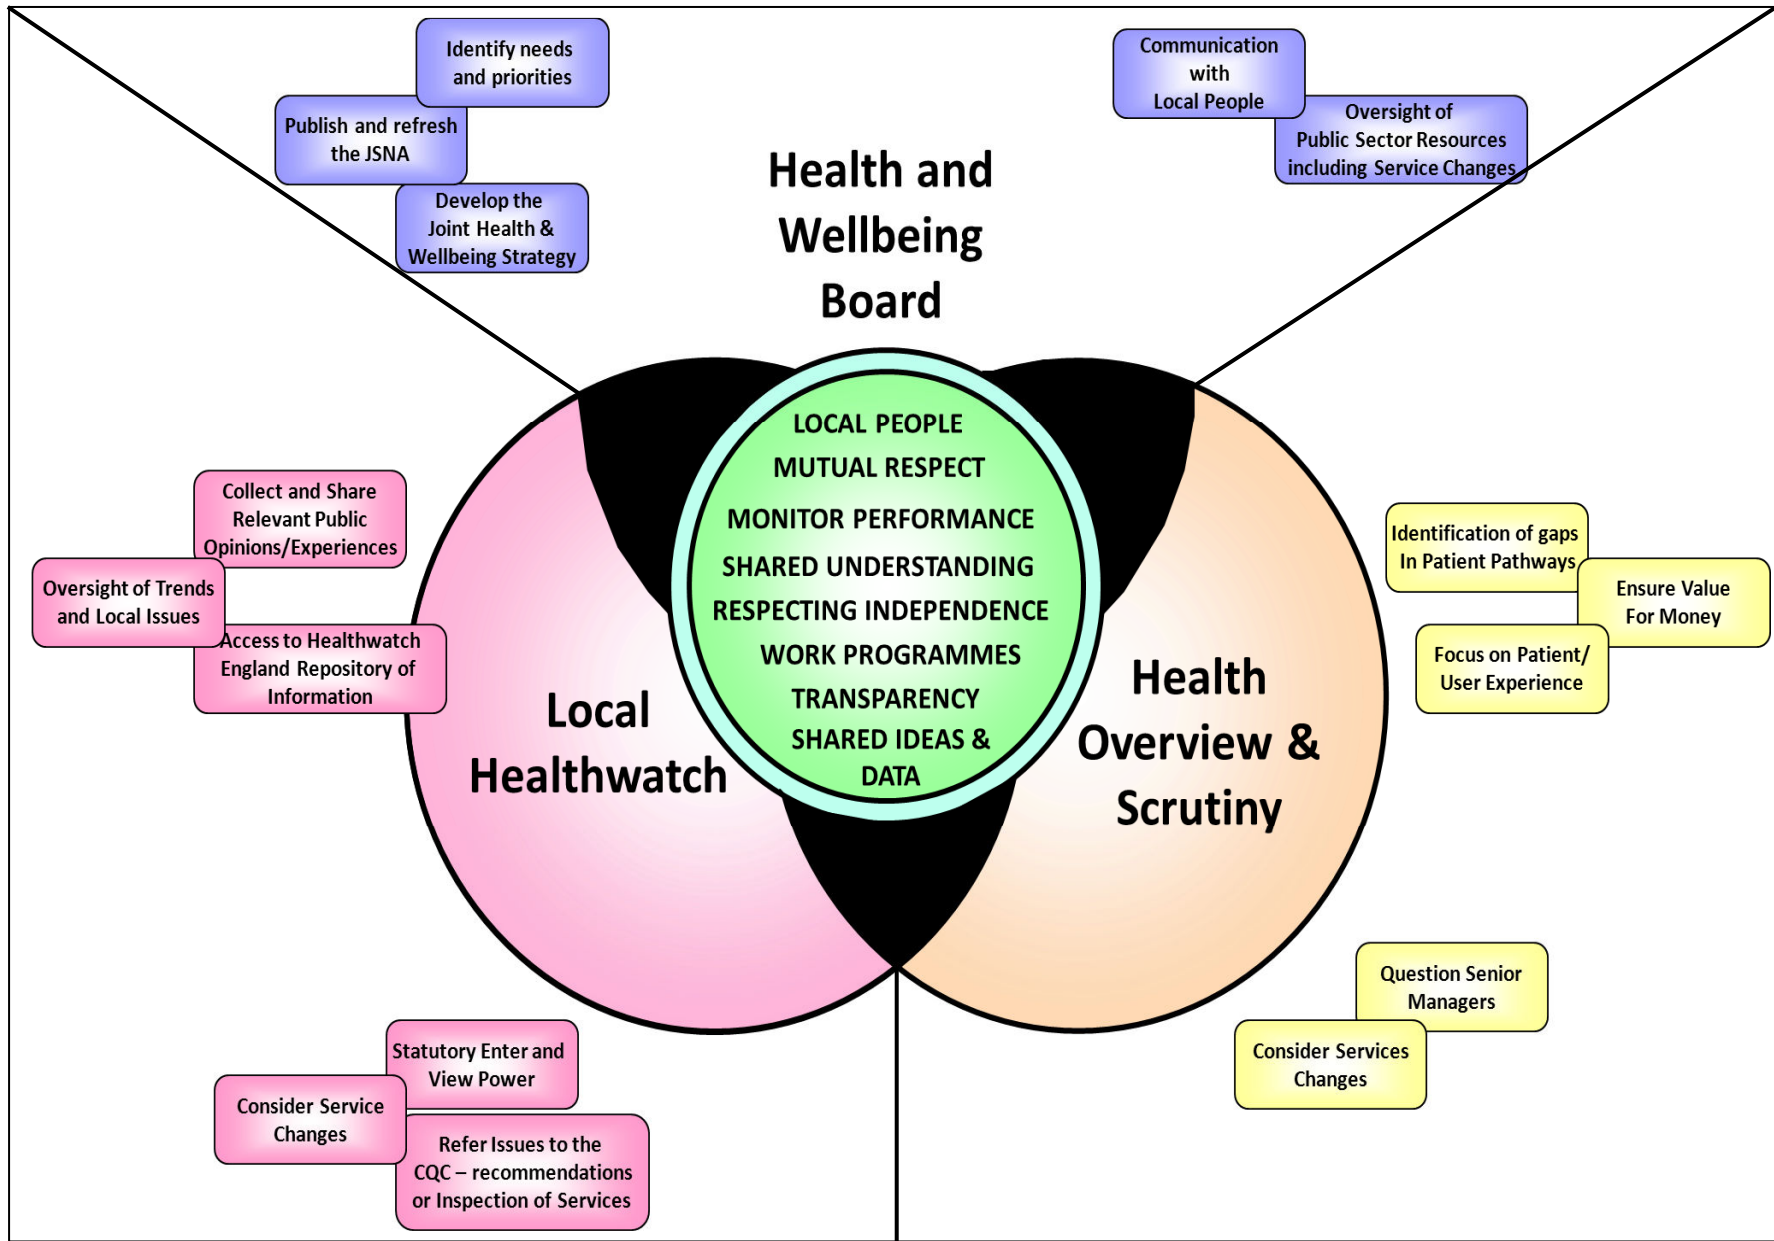 Identify needs
and priorities
Publish and refresh
the JSNA
Develop the
Joint Health &
Wellbeing Strategy
Communication
with
Local People
Oversight of
Public Sector Resources
including Service Changes
Health and
Wellbeing
Board
LOCAL PEOPLE
MUTUAL RESPECT
MONITOR PERFORMANCE
SHARED UNDERSTANDING
RESPECTING INDEPENDENCE
WORK PROGRAMMES
TRANSPARENCY
SHARED IDEAS &
DATA
Collect and Share
Relevant Public
Opinions/Experiences
Oversight of Trends
and Local Issues
Access to Healthwatch
England Repository of
Information
Local
Healthwatch
Health
Overview &
Scrutiny
Identification of gaps
In Patient Pathways
Ensure Value
For Money
Focus on Patient/
User Experience
Question Senior
Managers
Consider Services
Changes
Statutory Enter and
View Power
Consider Service
Changes
Refer Issues to the
CQC – recommendations
or Inspection of Services